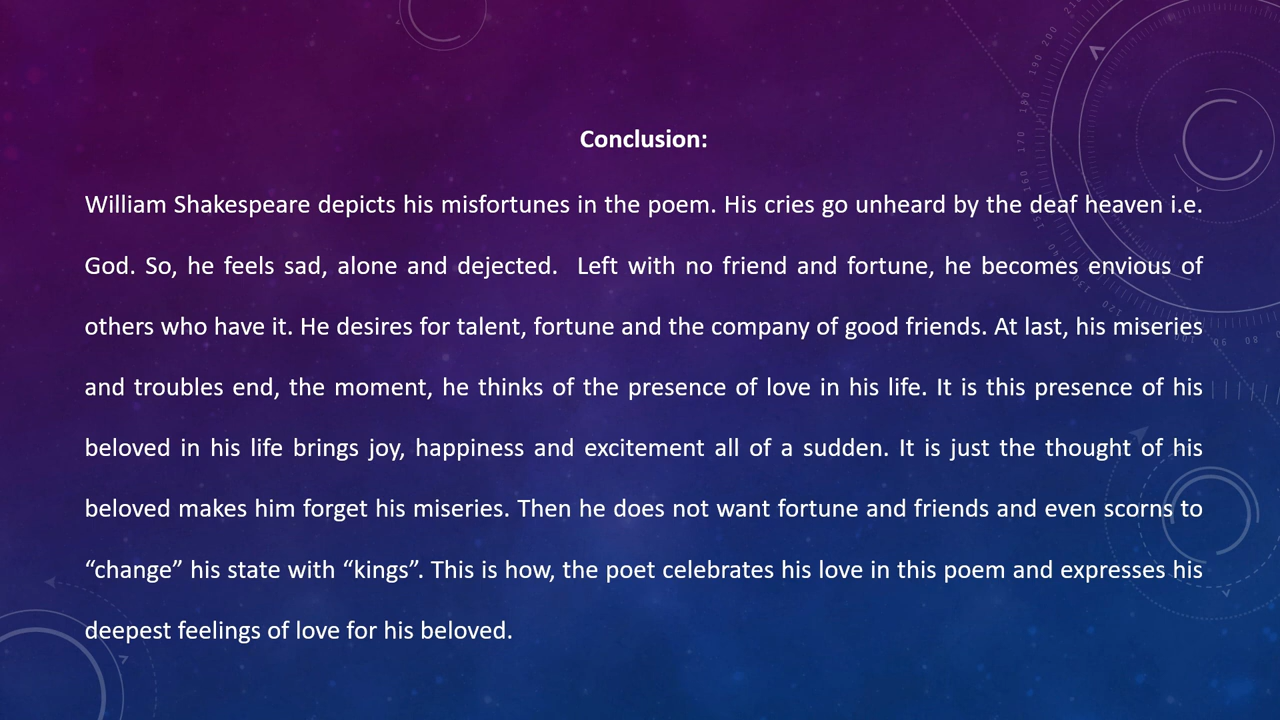 Conclusion:
William Shakespeare depicts his misfortunes in the poem. His cries go unheard by the deaf heaven i.e.
God. So, he feels sad, alone and dejected.  Left with no friend and fortune, he becomes envious of
others who have it. He desires for talent, fortune and the company of good friends. At last, his miseries
and troubles end, the moment, he thinks of the presence of love in his life. It is this presence of his
beloved in his life brings joy, happiness and excitement all of a sudden. It is just the thought of his
beloved makes him forget his miseries. Then he does not want fortune and friends and even scorns to
“change” his state with “kings”. This is how, the poet celebrates his love in this poem and expresses his
deepest feelings of love for his beloved.